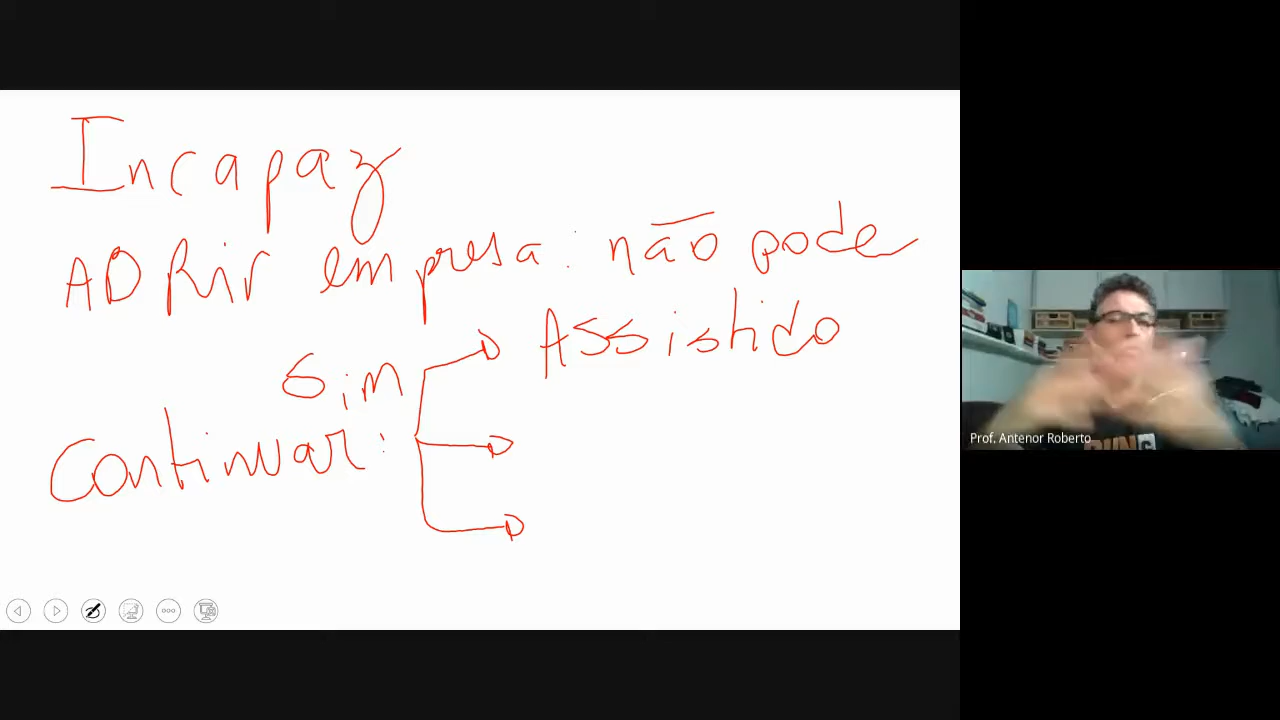 Incapaz
ABRir empresa: não pode
Assistido
Sim
Continuar:
Prof. Antenor Roberto